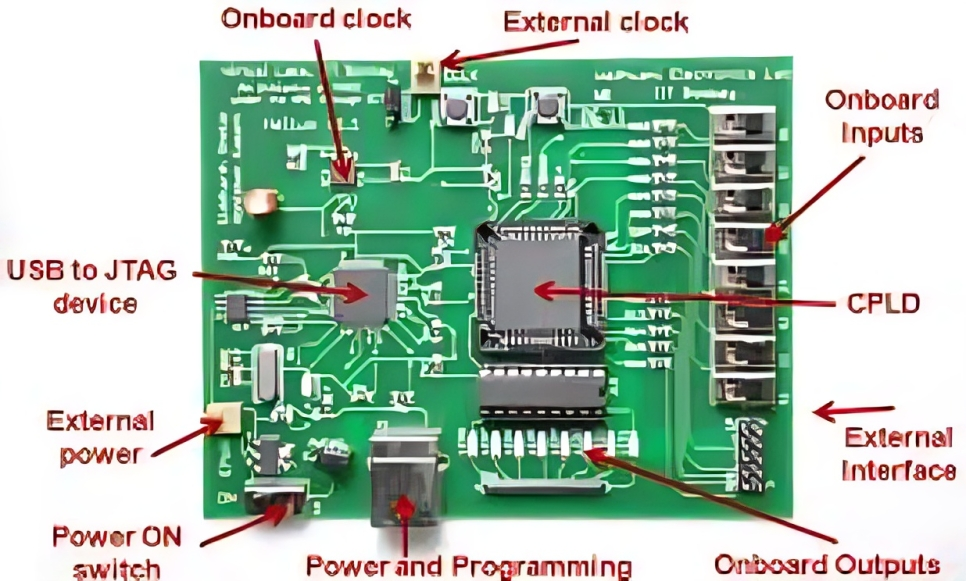 Onboard clock
External clock
Onboard
Inputs
USB to JTAG
device
CPLD
External
power
External
Interface
Power ON
switch
Power and Programming
Onboard Outputs